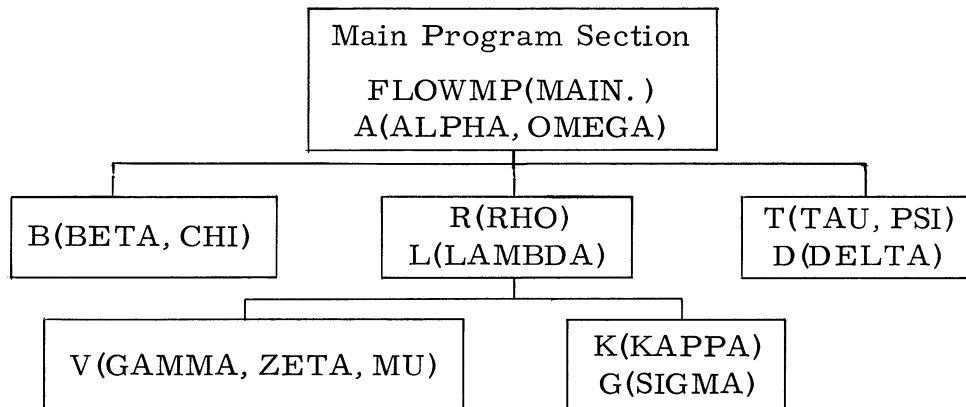 Main Program Section
FLOWMP(MAIN. )
A(ALPHA, OMEGA)
B(BETA, CHI)
R(RHO)
L(LAMBDA)
T(TAU, PSI)
D(DELTA)
V(GAMMA, ZETA, MU)
K(KAPPA)
G(SIGMA)